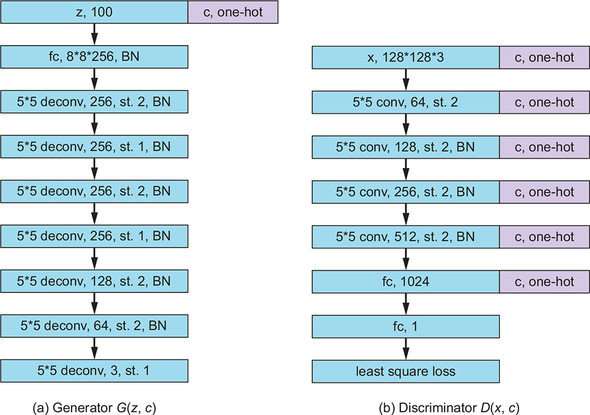 z, 100
c, one-hot
fc, 8*8*256, BN
5*5 deconv, 256, st. 2, BN
5*5 deconv, 256, st. 1, BN
5*5 deconv, 256, st. 2, BN
5*5 deconv, 256, st. 1, BN
5*5 deconv, 128, st. 2, BN
5*5 deconv, 64, st. 2, BN
5*5 deconv, 3, st. 1
(a) Generator G(z, c)
x, 128*128*3
c, one-hot
5*5 conv, 64, st. 2
c, one-hot
5*5 conv, 128, st. 2, BN
c, one-hot
5*5 conv, 256, st. 2, BN
c, one-hot
5*5 conv, 512, st. 2, BN
c, one-hot
fc, 1024
c, one-hot
fc, 1
least square loss
(b) Discriminator D(x, c)